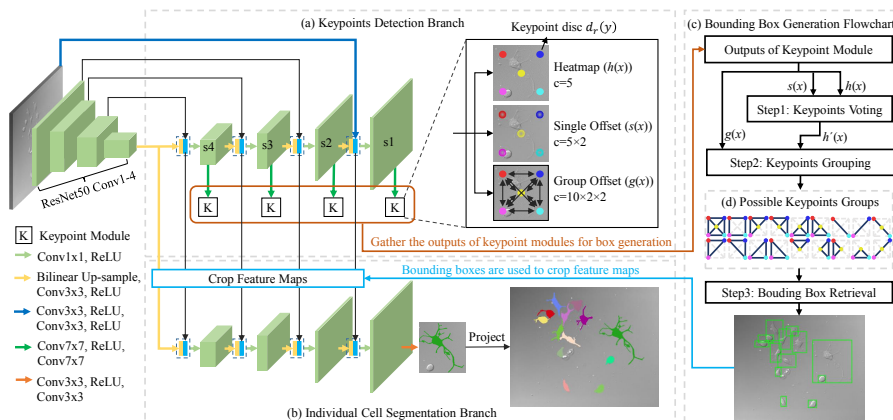 (a) Keypoints Detection Branch
Keypoint disc d_r(y)
Heatmap (h(x))
c=5
Single Offset (s(x))
c=5×2
Group Offset (g(x))
c=10×2×2
s4
s3
s2
s1
K
K
K
K
ResNet50 Conv1-4
Gather the outputs of keypoint modules for box generation
K
Keypoint Module
Conv1x1, ReLU
Bilinear Up-sample,
Conv3x3, ReLU
Conv3x3, ReLU,
Conv3x3, ReLU
Conv7x7, ReLU,
Conv7x7
Conv3x3, ReLU,
Conv3x3
Crop Feature Maps
Bounding boxes are used to crop feature maps
Project
(b) Individual Cell Segmentation Branch
(c) Bounding Box Generation Flowchart
Outputs of Keypoint Module
s(x)
h(x)
Step1: Keypoints Voting
g(x)
h′(x)
Step2: Keypoints Grouping
(d) Possible Keypoints Groups
Step3: Bouding Box Retrieval